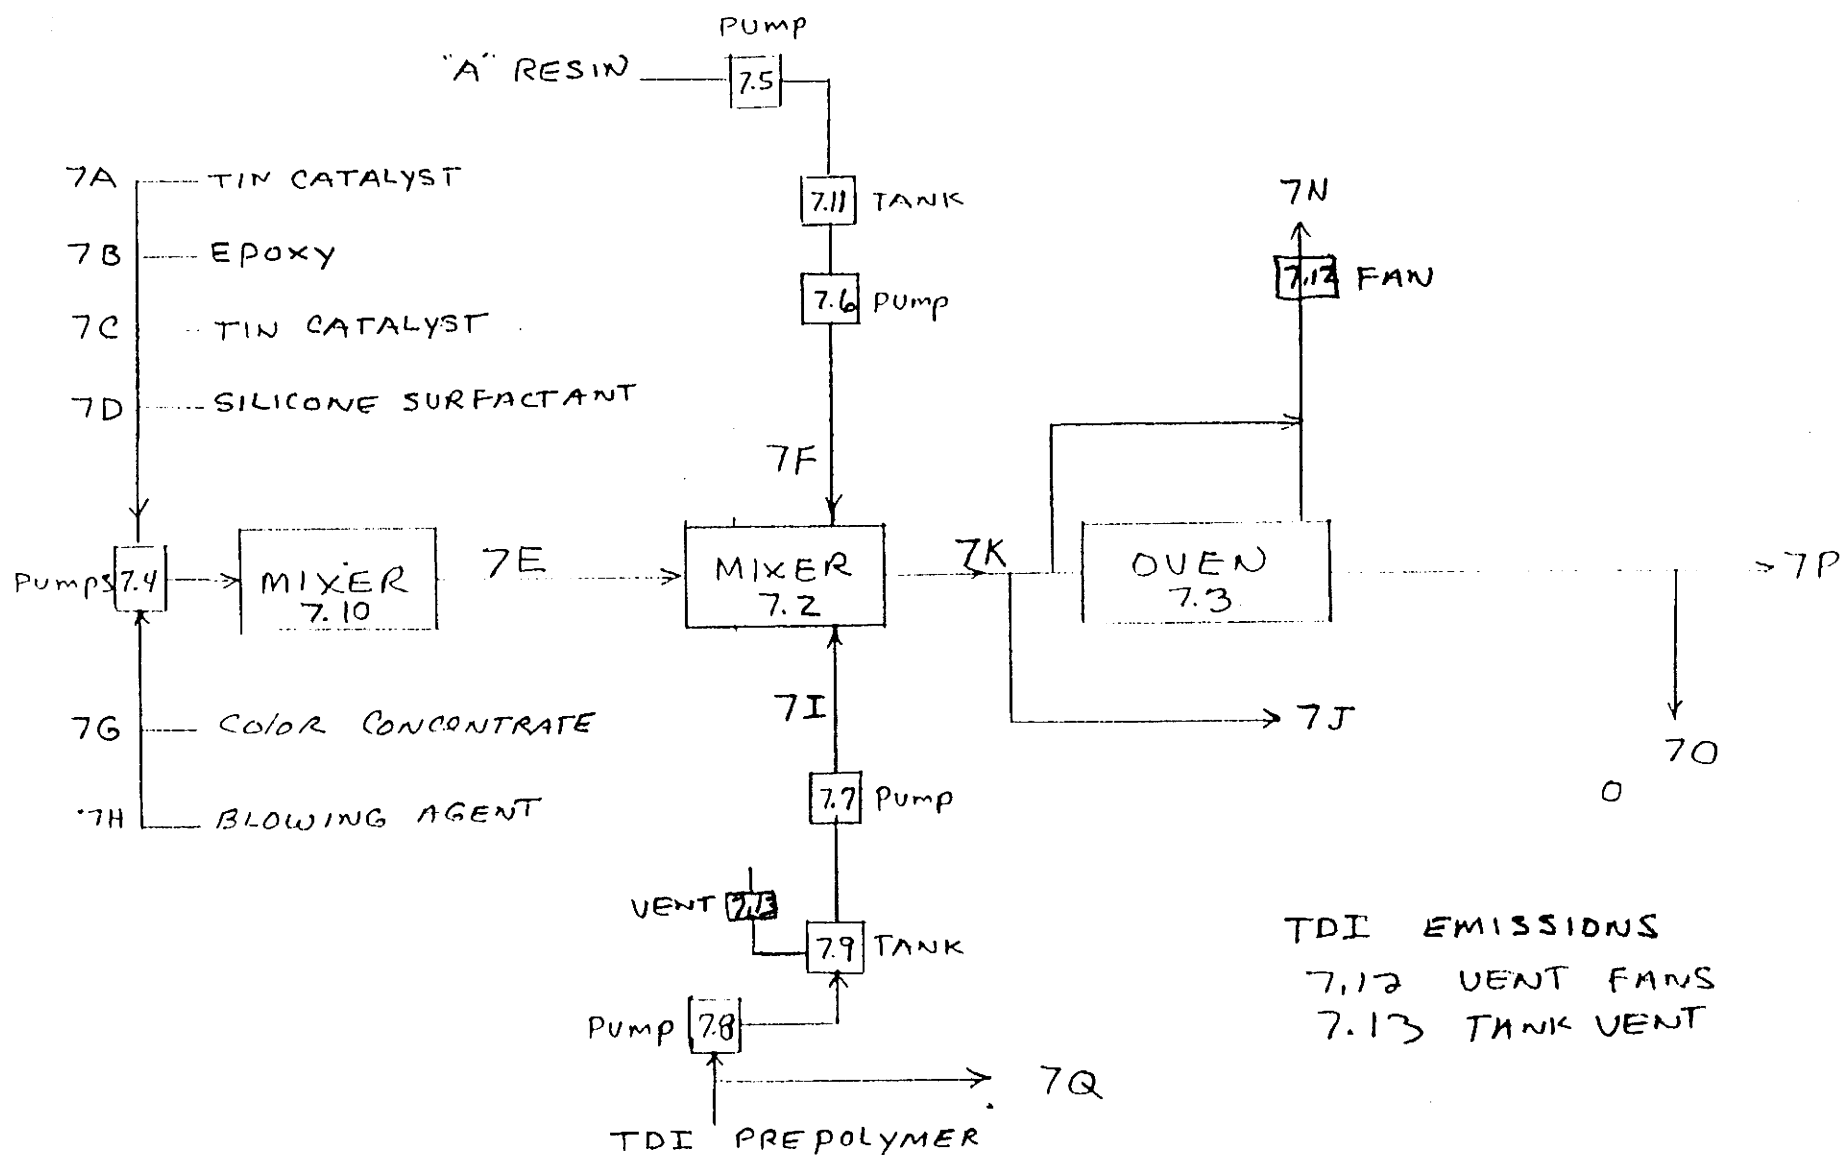 PUMP
"A" RESIN
7.5
7A TIN CATALYST
7B EPOXY
7C TIN CATALYST
7D SILICONE SURFACTANT
7.11 TANK
7.6 PUMP
7N
7.12 FAN
7F
PUMPS 7.4
MIXER
7.10
7E
MIXER
7.2
7K
OVEN
7.3
7P
7G COLOR CONCENTRATE
7H BLOWING AGENT
7I
7J
7O
O
7.7 PUMP
VENT 7.13
7.9 TANK
PUMP 7.8
7Q
TDI PREPOLYMER
TDI EMISSIONS
7.12 VENT FANS
7.13 TANK VENT